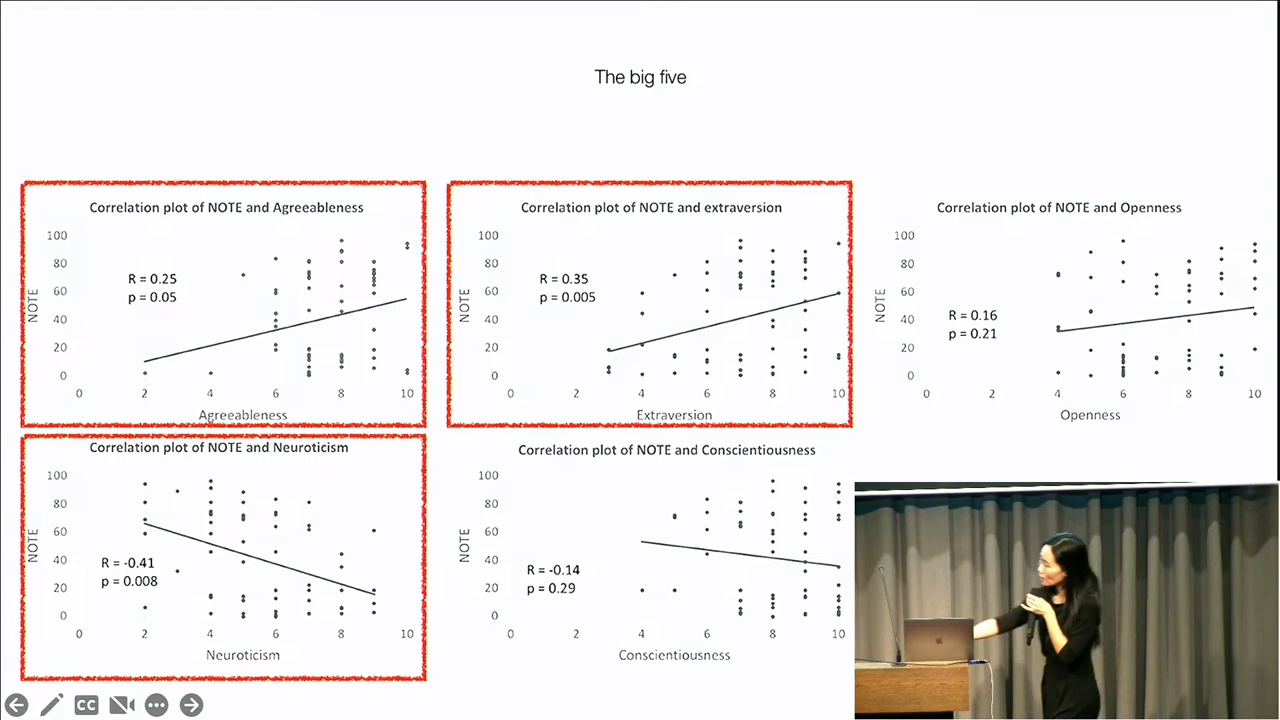 The big five
Correlation plot of NOTE and Agreeableness
100
80
60
40
20
0
NOTE
R = 0.25
p = 0.05
0 2 4 6 8 10
Agreeableness
Correlation plot of NOTE and extraversion
100
80
60
40
20
0
NOTE
R = 0.35
p = 0.005
0 2 4 6 8 10
Extraversion
Correlation plot of NOTE and Openness
100
80
60
40
20
0
NOTE
R = 0.16
p = 0.21
0 2 4 6 8 10
Openness
Correlation plot of NOTE and Neuroticism
100
80
60
40
20
0
NOTE
R = -0.41
p = 0.008
0 2 4 6 8 10
Neuroticism
Correlation plot of NOTE and Conscientiousness
100
80
60
40
20
0
NOTE
R = -0.14
p = 0.29
0 2 4 6 8 10
Conscientiousness
CC